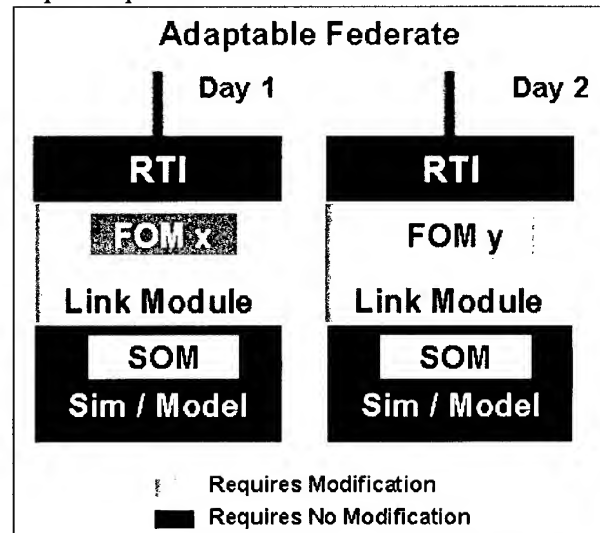 Adaptable Federate
Day 1
Day 2
RTI
RTI
FOM x
FOM y
Link Module
Link Module
SOM
SOM
Sim / Model
Sim / Model
Requires Modification
Requires No Modification